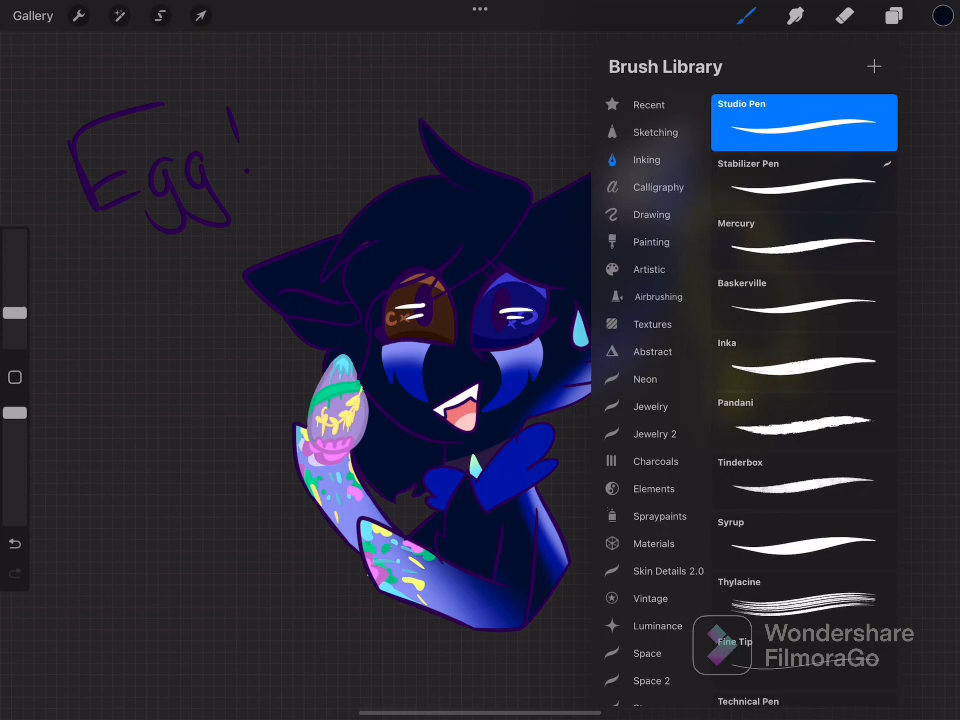 Gallery
Egg!
Brush Library
Recent
Sketching
Inking
Calligraphy
Drawing
Painting
Artistic
Airbrushing
Textures
Abstract
Neon
Jewelry
Jewelry 2
Charcoals
Elements
Spraypaints
Materials
Skin Details 2.0
Vintage
Luminance
Space
Space 2
Studio Pen
Stabilizer Pen
Mercury
Baskerville
Inka
Pandani
Tinderbox
Syrup
Thylacine
Fine Tip
Technical Pen
Wondershare
FilmoraGo